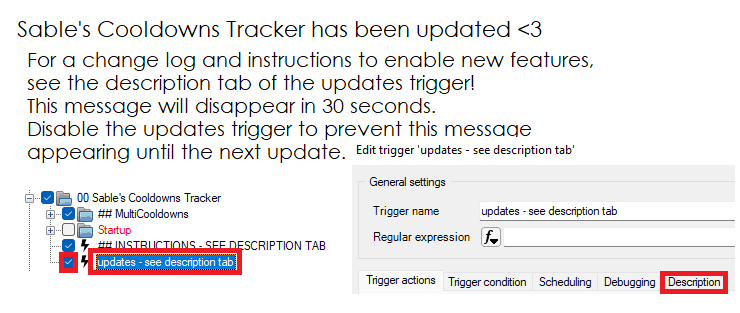 Sable's Cooldowns Tracker has been updated <3
For a change log and instructions to enable new features,
see the description tab of the updates trigger!
This message will disappear in 30 seconds.
Disable the updates trigger to prevent this message
appearing until the next update.
Edit trigger 'updates - see description tab'
General settings
Trigger name
updates - see description tab
Regular expression
f
Trigger actions
Trigger condition
Scheduling
Debugging
Description
00 Sable's Cooldowns Tracker
## MultiCooldowns
Startup
## INSTRUCTIONS - SEE DESCRIPTION TAB
updates - see description tab